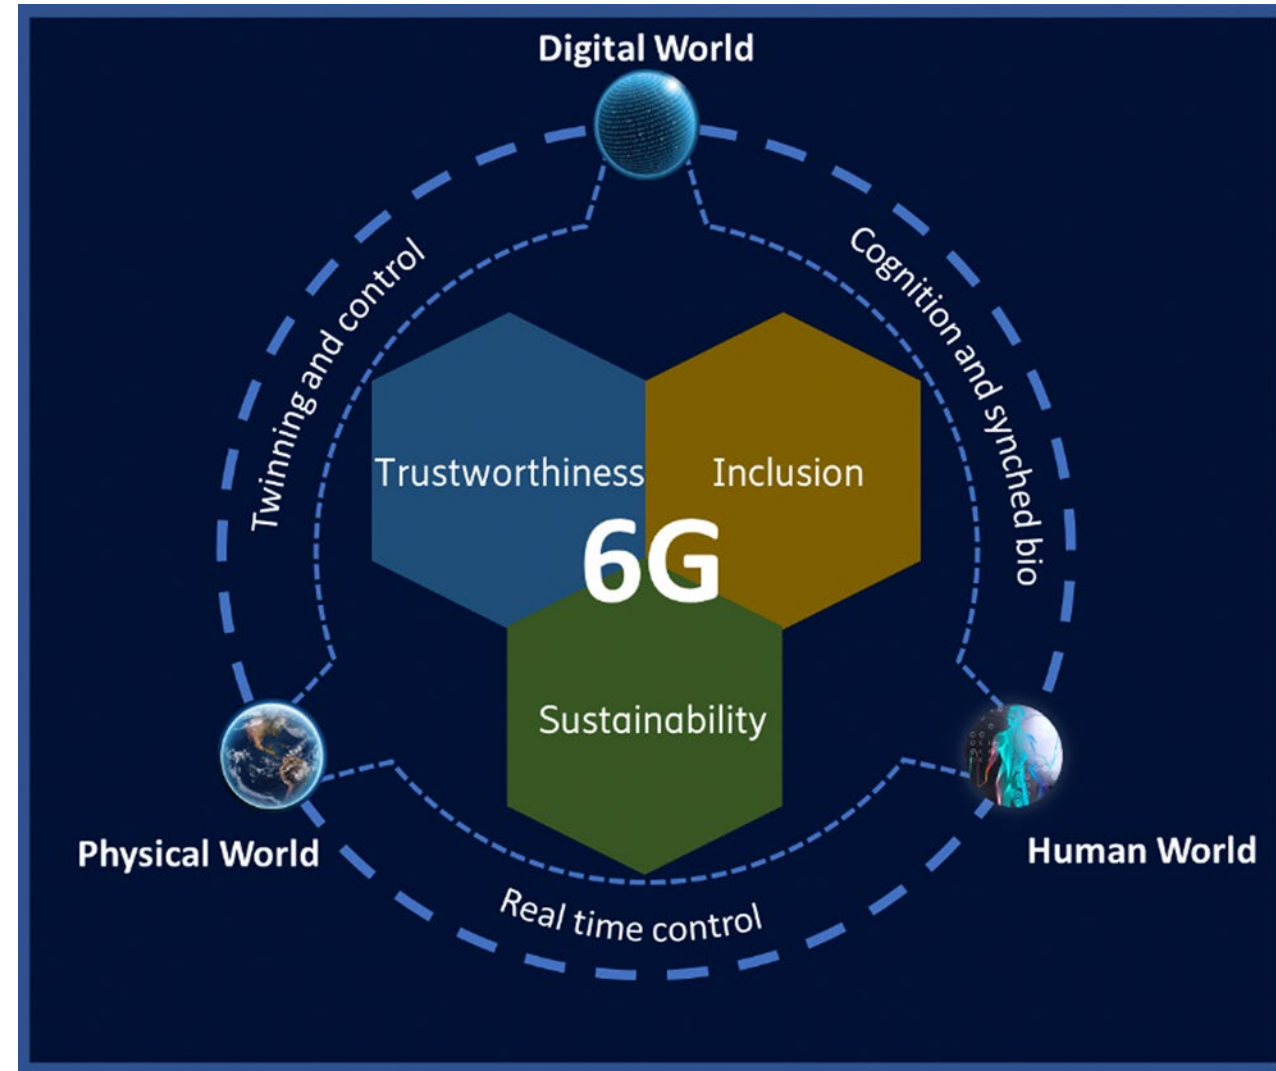 Digital World
Twinning and control
Cognition and synched bio
Trustworthiness
Inclusion
6G
Sustainability
Physical World
Human World
Real time control